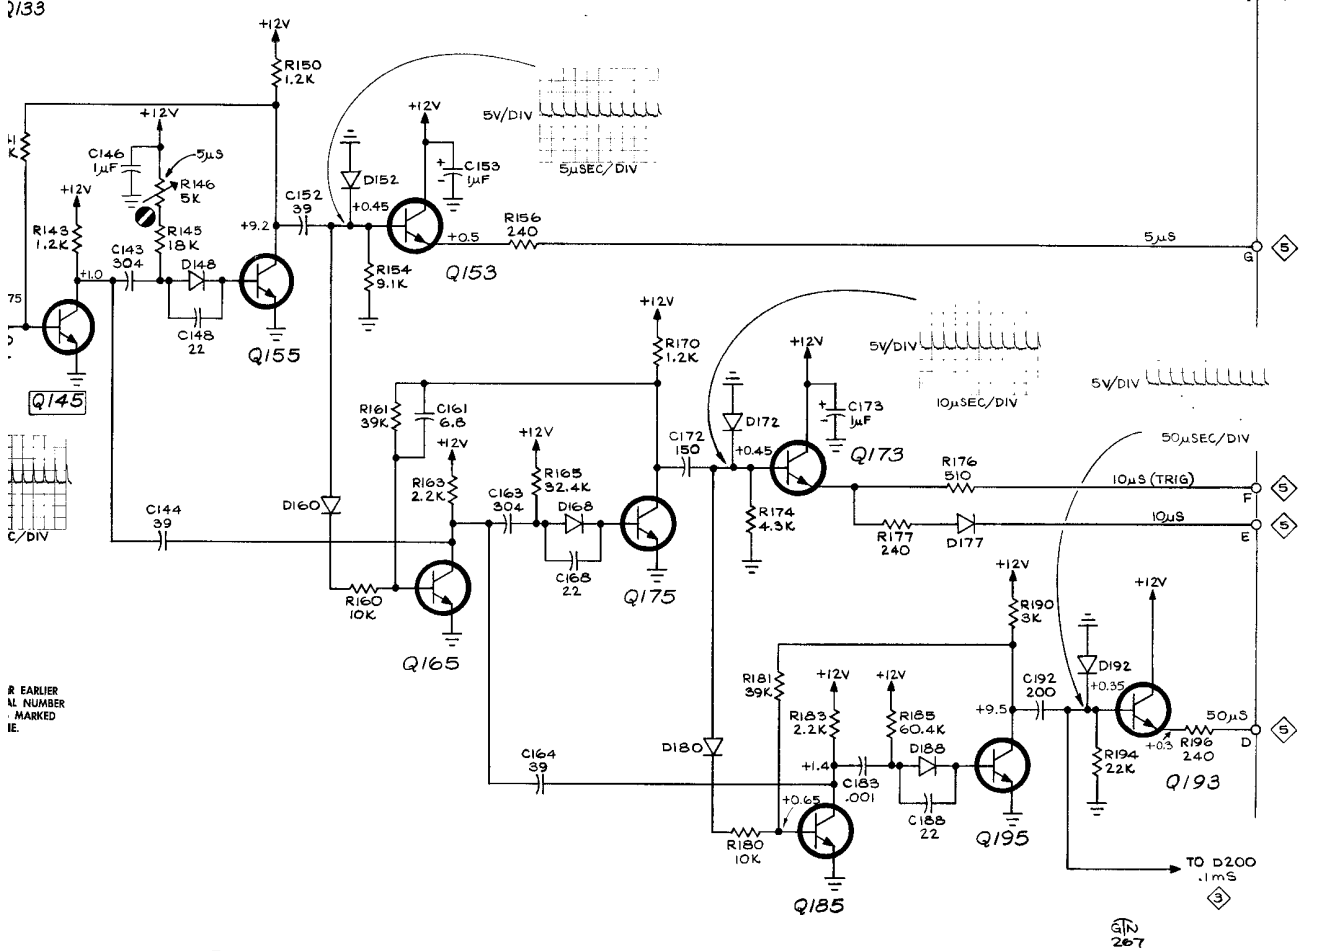 Q133
+12V
R150
1.2K
5V/DIV
5µSEC/DIV
+12V
C146
1µF
5µS
R146
5K
+12V
R143
1.2K
R145
18K
C143
304
+1.0
D148
C148
22
+9.2
Q155
Q145
75
K
C152
39
D152
+0.45
+12V
C153
1µF
+
-
+0.5
Q153
R154
9.1K
R156
240
5µS
G
5
+12V
R170
1.2K
5V/DIV
10µSEC/DIV
5V/DIV
50µSEC/DIV
R161
39K
C161
6.8
+12V
R163
2.2K
C163
304
R165
32.4K
D168
C168
22
Q175
D160
R160
10K
Q165
C144
39
C/DIV
C172
150
D172
+0.45
+12V
C173
1µF
+
-
Q173
R174
4.3K
R176
510
10µS (TRIG)
F
5
R177
240
D177
10µS
E
5
+12V
R190
3K
R181
39K
+12V
R183
2.2K
+12V
R185
60.4K
D188
+1.4
C183
.001
C188
22
+9.5
Q195
D180
R180
10K
+0.65
Q185
C164
39
C192
200
D192
+0.35
+12V
+0.3
R196
240
50µS
D
5
Q193
R194
22K
TO D200
.1mS
3
R EARLIER
AL NUMBER
MARKED
IE.
GTN
267